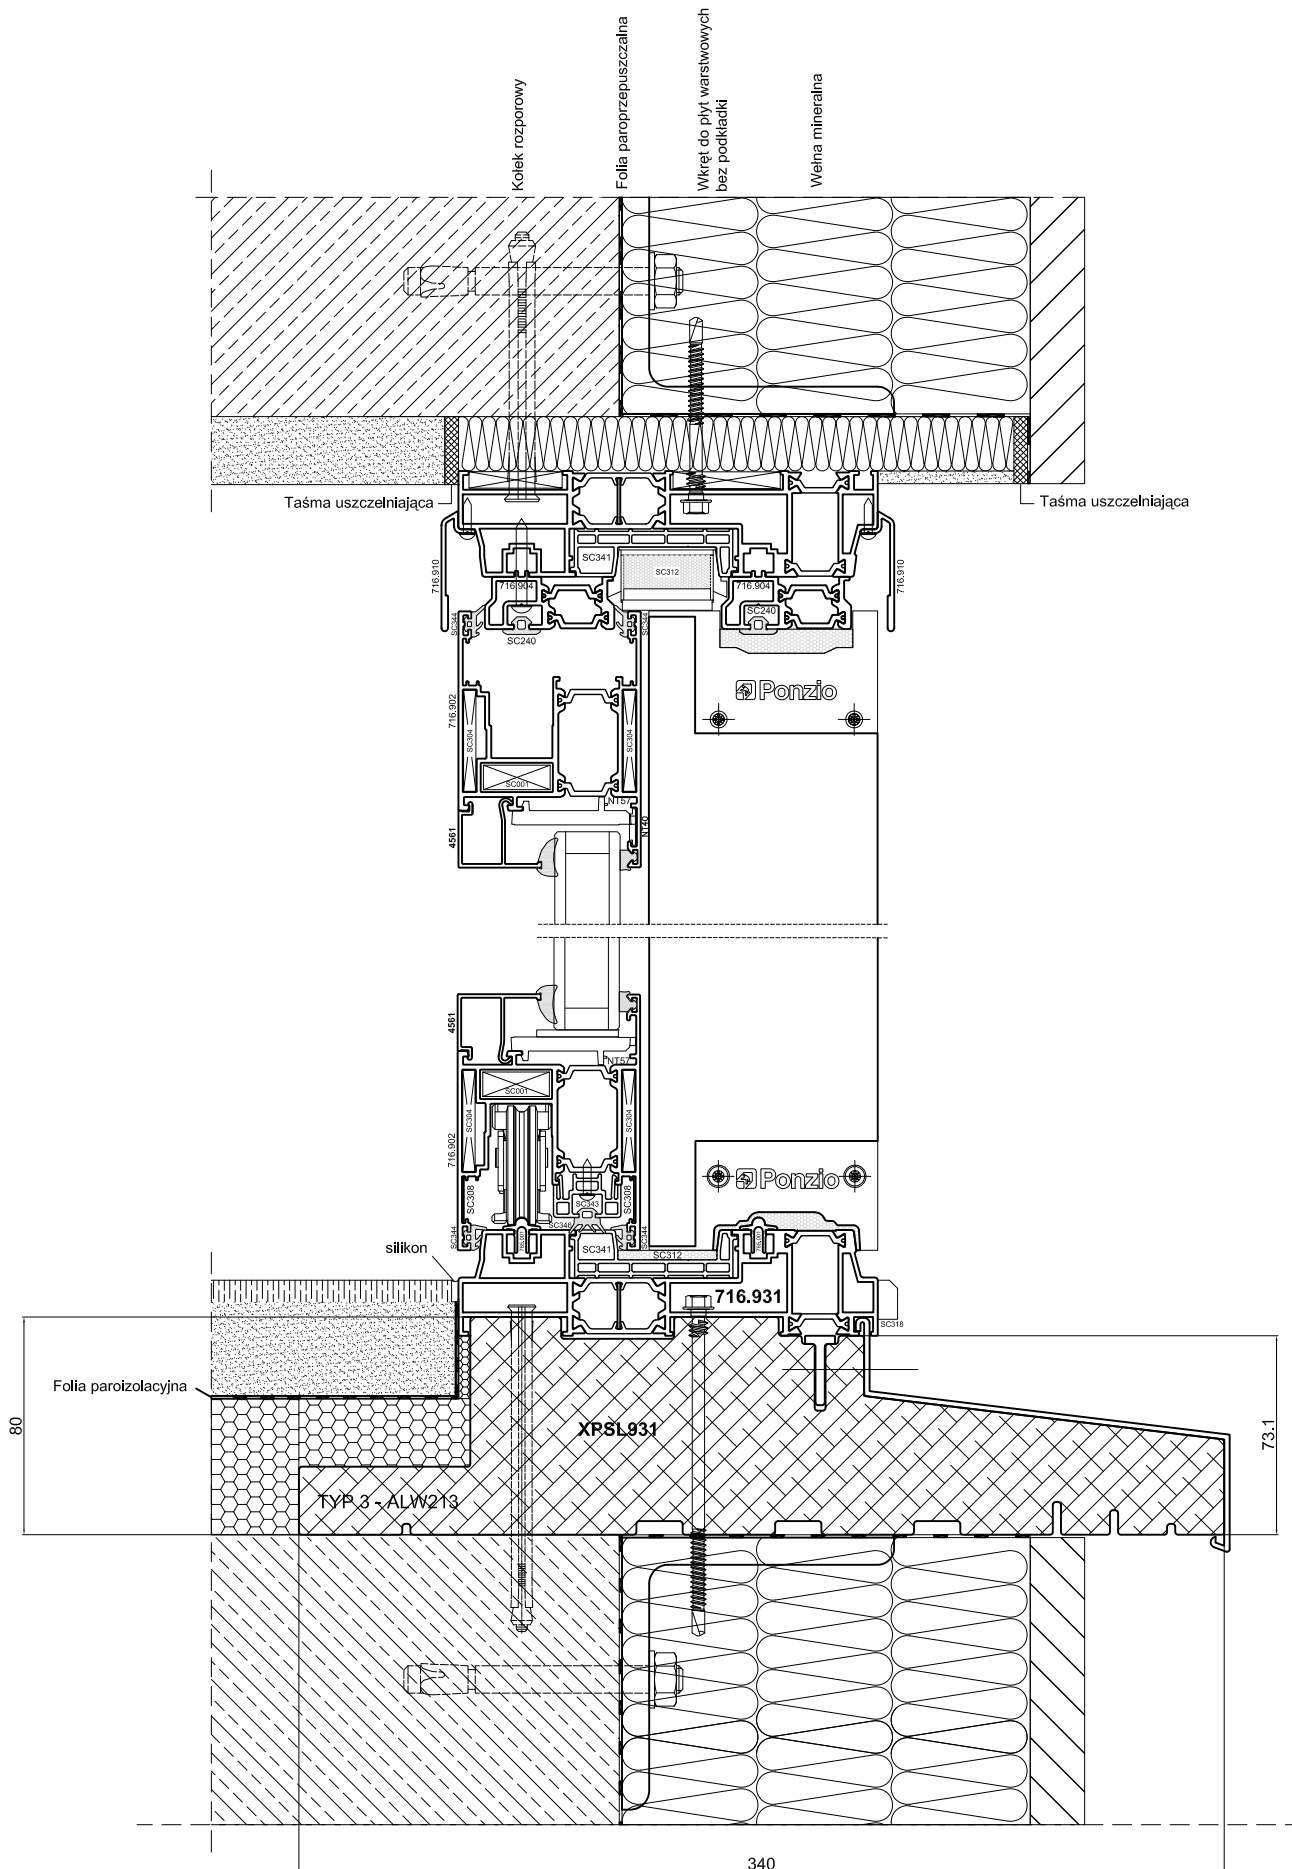 Kołek rozporowy
Folia paroprzepuszczalna
Wkręt do płyt warstwowych
bez podkładki
Wełna mineralna
Taśma uszczelniająca
Taśma uszczelniająca
716.910
SC341
SC312
716.910
716.904
716.904
SC344
SC344
SC240
SC240
Ponzio
716.902
SC304
SC304
SC001
NT57
4561
NT40
4561
NT57
SC001
SC304
SC304
716.902
SC308
SC343
SC308
Ponzio
SC344
SC346
SC344
SC341
SC312
silikon
716.931
SC318
Folia paroizolacyjna
80
XPSL931
73.1
TYP 3 - ALW213
340